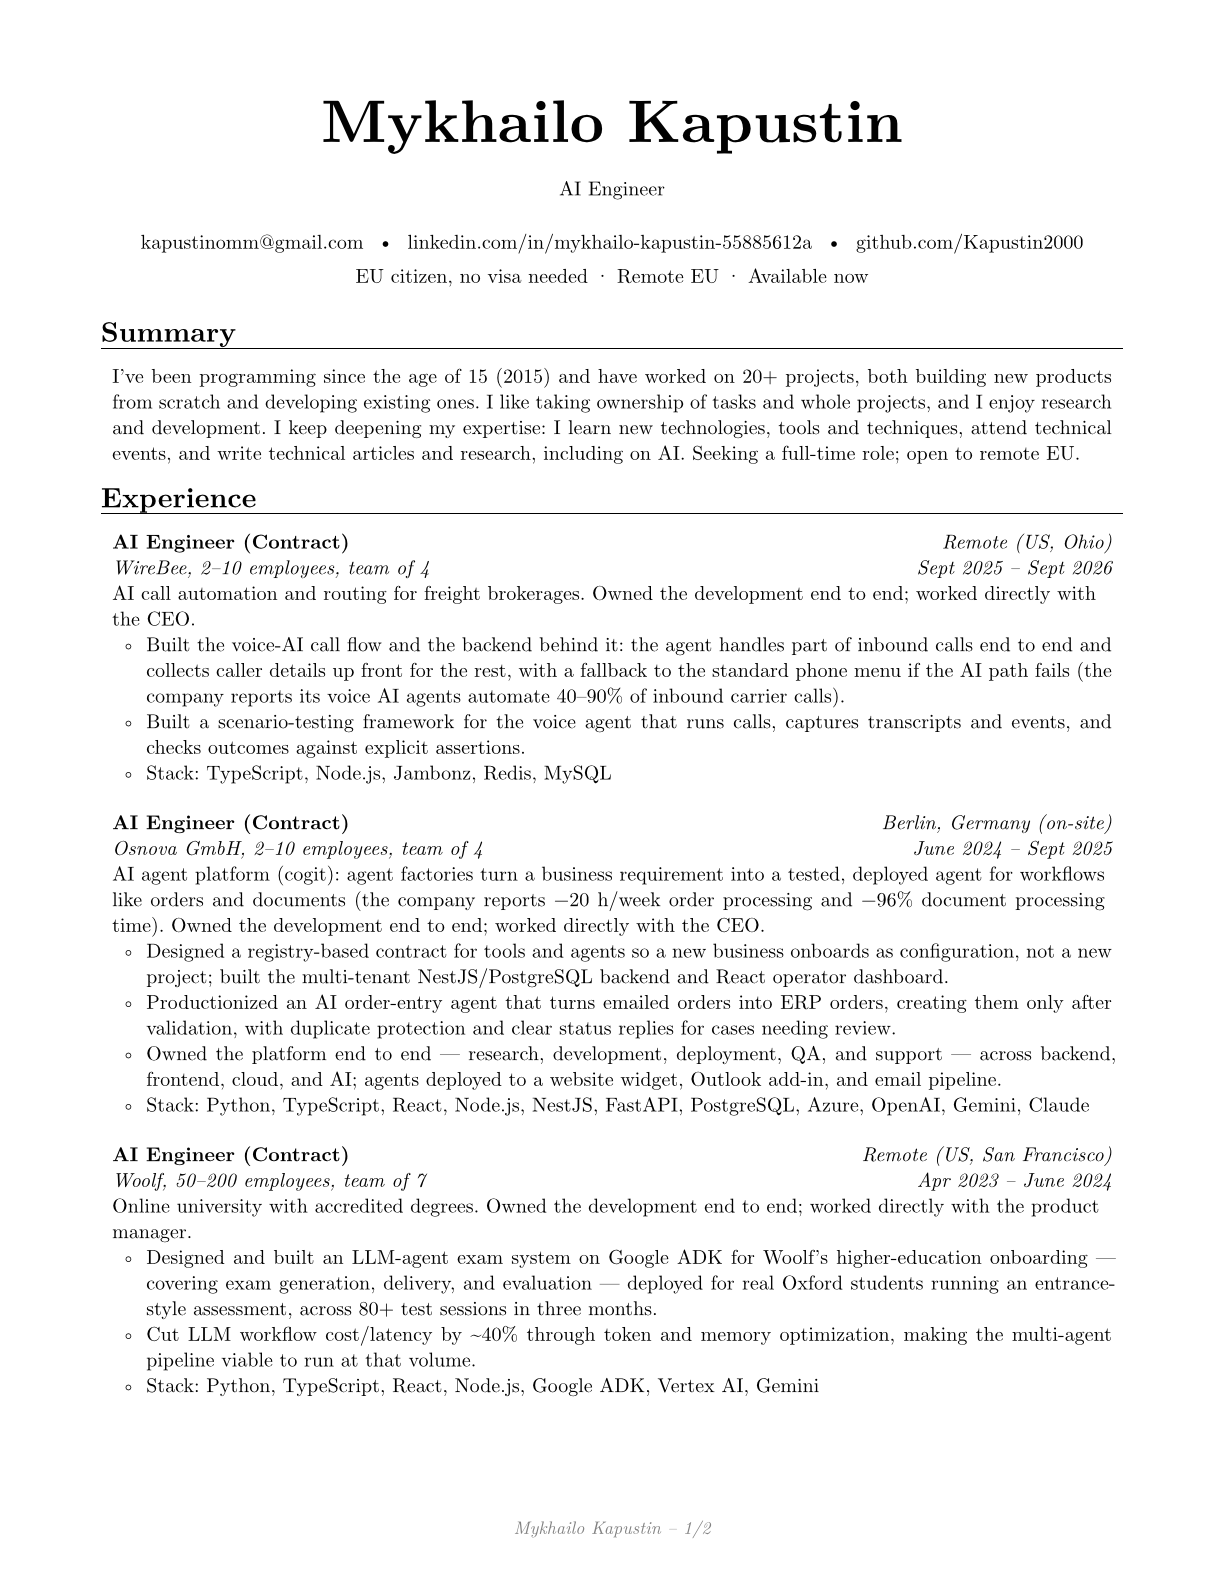 Mykhailo Kapustin
AI Engineer
kapustinomm@gmail.com • linkedin.com/in/mykhailo-kapustin-55885612a • github.com/Kapustin2000
EU citizen, no visa needed · Remote EU · Available now
Summary
I've been programming since the age of 15 (2015) and have worked on 20+ projects, both building new products
from scratch and developing existing ones. I like taking ownership of tasks and whole projects, and I enjoy research
and development. I keep deepening my expertise: I learn new technologies, tools and techniques, attend technical
events, and write technical articles and research, including on AI. Seeking a full-time role; open to remote EU.
Experience
AI Engineer (Contract) Remote (US, Ohio)
WireBee, 2–10 employees, team of 4 Sept 2025 – Sept 2026
AI call automation and routing for freight brokerages. Owned the development end to end; worked directly with
the CEO.
◦ Built the voice-AI call flow and the backend behind it: the agent handles part of inbound calls end to end and
collects caller details up front for the rest, with a fallback to the standard phone menu if the AI path fails (the
company reports its voice AI agents automate 40–90% of inbound carrier calls).
◦ Built a scenario-testing framework for the voice agent that runs calls, captures transcripts and events, and
checks outcomes against explicit assertions.
◦ Stack: TypeScript, Node.js, Jambonz, Redis, MySQL
AI Engineer (Contract) Berlin, Germany (on-site)
Osnova GmbH, 2–10 employees, team of 4 June 2024 – Sept 2025
AI agent platform (cogit): agent factories turn a business requirement into a tested, deployed agent for workflows
like orders and documents (the company reports −20 h/week order processing and −96% document processing
time). Owned the development end to end; worked directly with the CEO.
◦ Designed a registry-based contract for tools and agents so a new business onboards as configuration, not a new
project; built the multi-tenant NestJS/PostgreSQL backend and React operator dashboard.
◦ Productionized an AI order-entry agent that turns emailed orders into ERP orders, creating them only after
validation, with duplicate protection and clear status replies for cases needing review.
◦ Owned the platform end to end — research, development, deployment, QA, and support — across backend,
frontend, cloud, and AI; agents deployed to a website widget, Outlook add-in, and email pipeline.
◦ Stack: Python, TypeScript, React, Node.js, NestJS, FastAPI, PostgreSQL, Azure, OpenAI, Gemini, Claude
AI Engineer (Contract) Remote (US, San Francisco)
Woolf, 50–200 employees, team of 7 Apr 2023 – June 2024
Online university with accredited degrees. Owned the development end to end; worked directly with the product
manager.
◦ Designed and built an LLM-agent exam system on Google ADK for Woolf's higher-education onboarding —
covering exam generation, delivery, and evaluation — deployed for real Oxford students running an entrance-
style assessment, across 80+ test sessions in three months.
◦ Cut LLM workflow cost/latency by ~40% through token and memory optimization, making the multi-agent
pipeline viable to run at that volume.
◦ Stack: Python, TypeScript, React, Node.js, Google ADK, Vertex AI, Gemini
Mykhailo Kapustin – 1/2